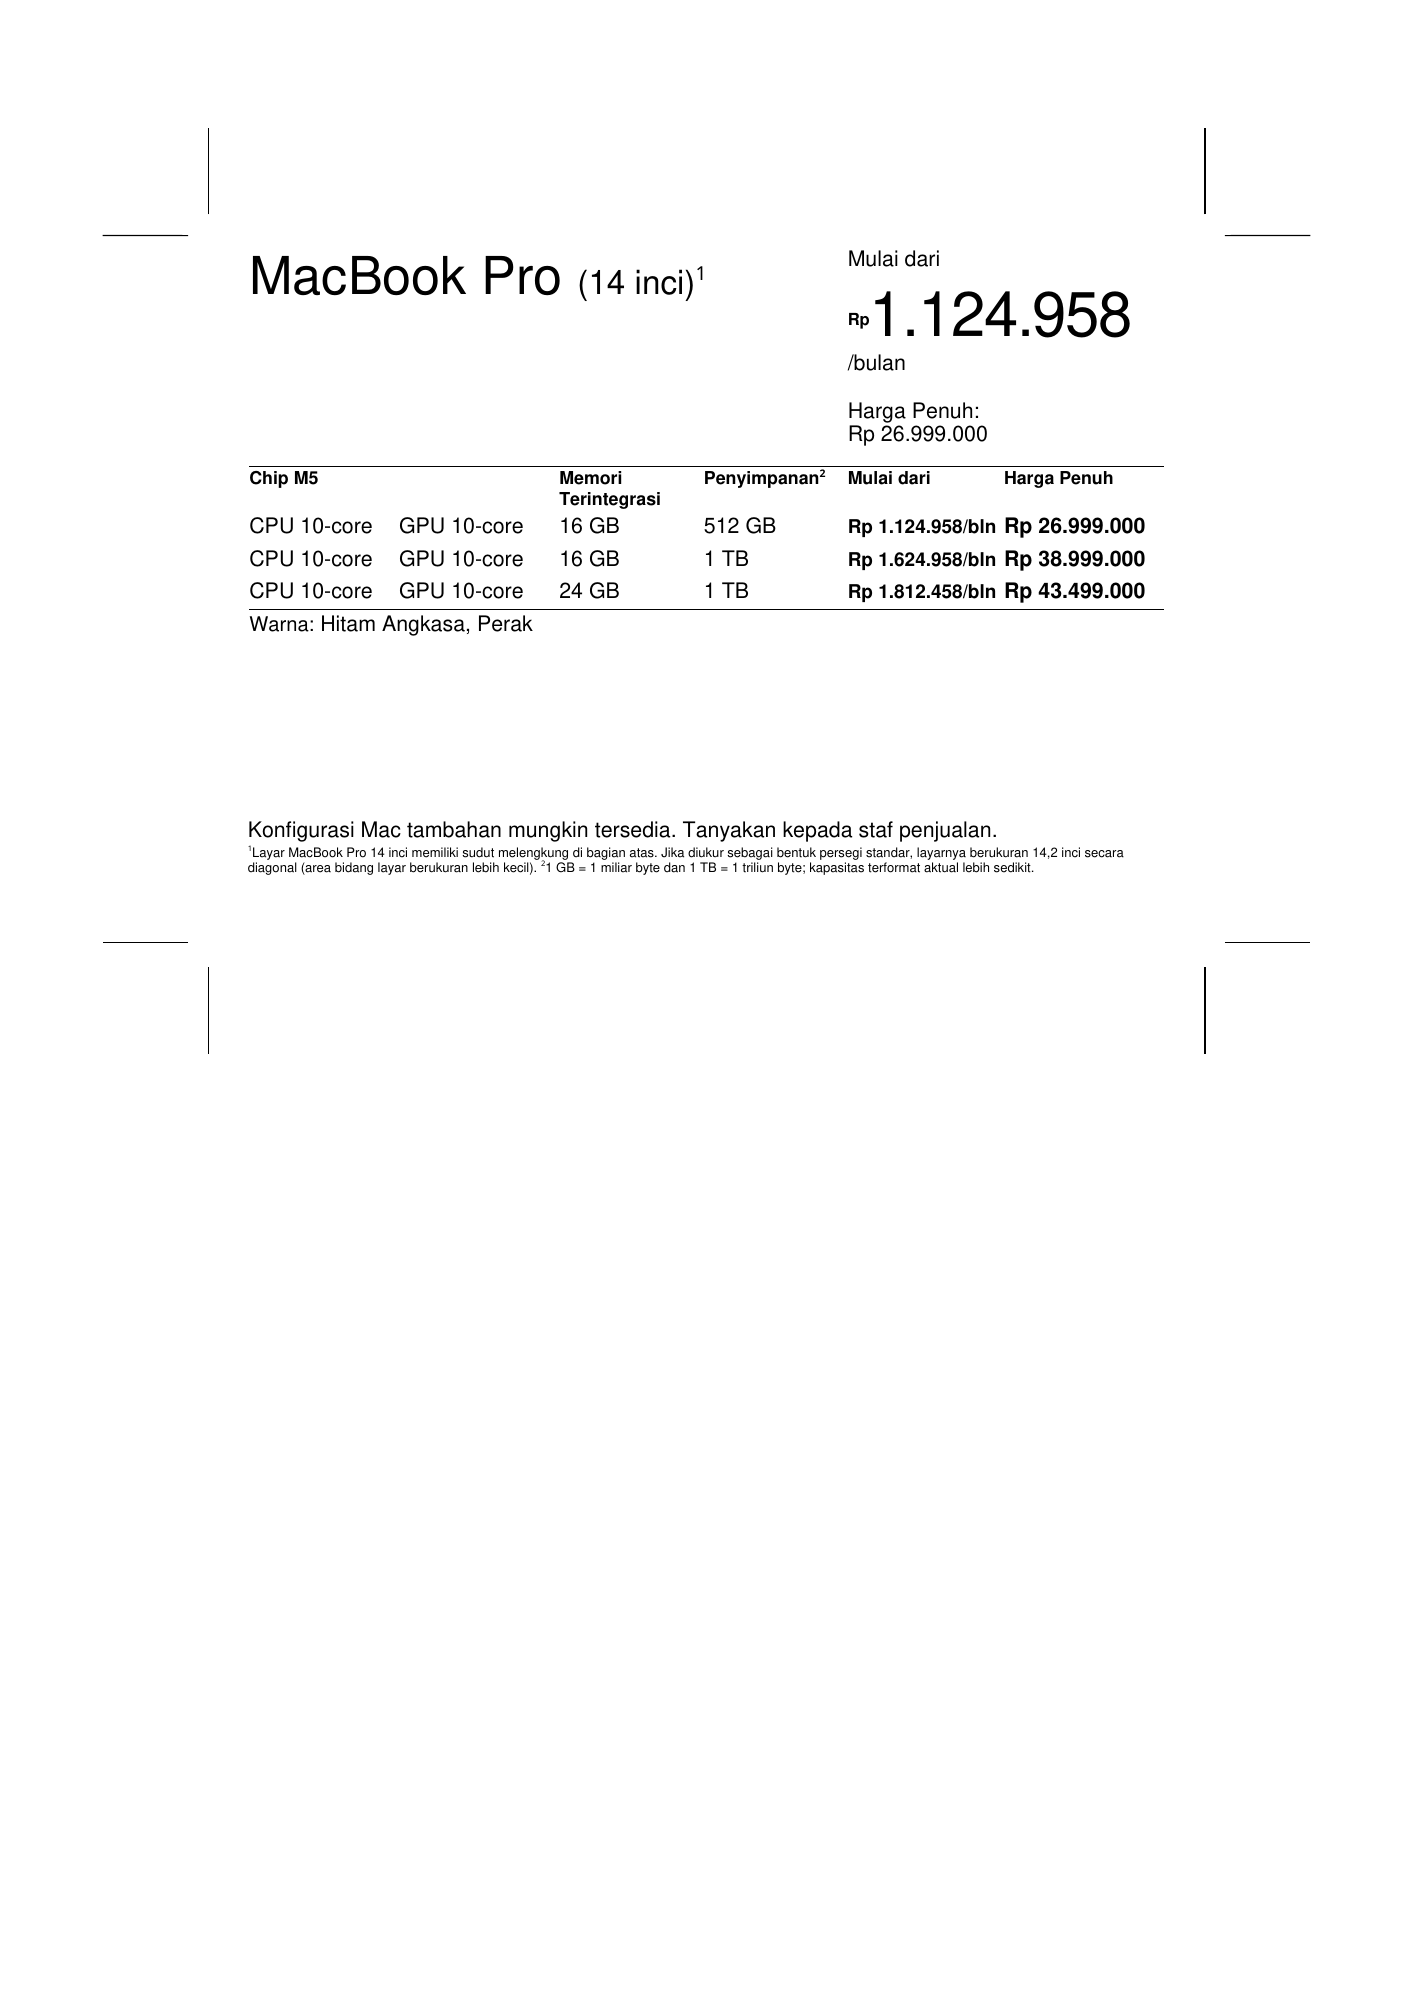 MacBook Pro (14 inci)¹
Mulai dari
Rp 1.124.958
/bulan
Harga Penuh:
Rp 26.999.000
Chip M5 Memori Terintegrasi Penyimpanan² Mulai dari Harga Penuh
CPU 10-core GPU 10-core 16 GB 512 GB Rp 1.124.958/bln Rp 26.999.000
CPU 10-core GPU 10-core 16 GB 1 TB Rp 1.624.958/bln Rp 38.999.000
CPU 10-core GPU 10-core 24 GB 1 TB Rp 1.812.458/bln Rp 43.499.000
Warna: Hitam Angkasa, Perak
Konfigurasi Mac tambahan mungkin tersedia. Tanyakan kepada staf penjualan.
¹Layar MacBook Pro 14 inci memiliki sudut melengkung di bagian atas. Jika diukur sebagai bentuk persegi standar, layarnya berukuran 14,2 inci secara
diagonal (area bidang layar berukuran lebih kecil). ²1 GB = 1 miliar byte dan 1 TB = 1 triliun byte; kapasitas terformat aktual lebih sedikit.